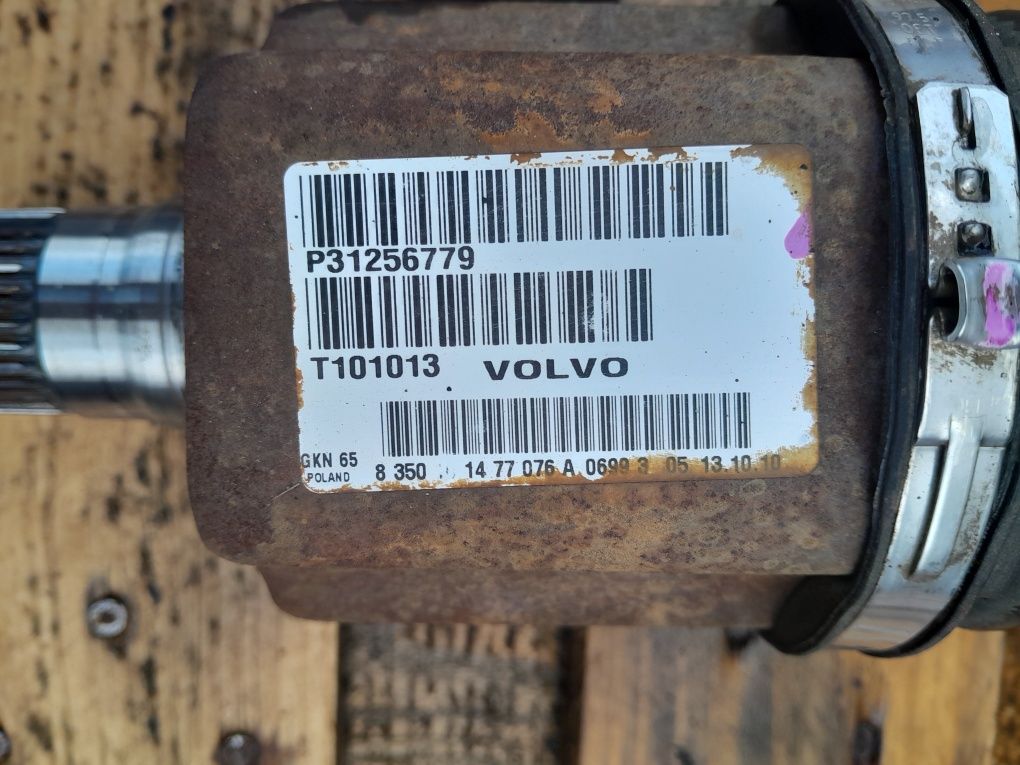 P31256779
T101013 VOLVO
GKN 65
POLAND
8 350 14 77 076 A 0699 3 05 13.10.10